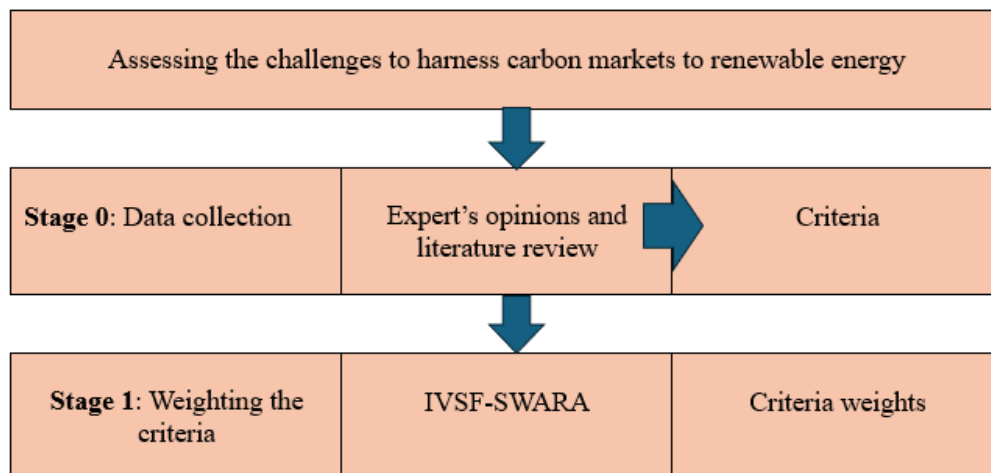 Assessing the challenges to harness carbon markets to renewable energy
Stage 0: Data collection
Expert’s opinions and
literature review
Criteria
Stage 1: Weighting the
criteria
IVSF-SWARA
Criteria weights